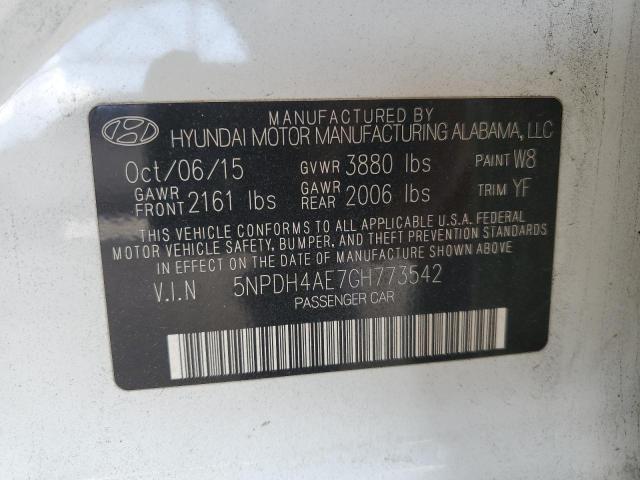 MANUFACTURED BY
HYUNDAI MOTOR MANUFACTURING ALABAMA, LLC
Oct/06/15 GVWR 3880 lbs PAINT W8
GAWR FRONT 2161 lbs GAWR REAR 2006 lbs TRIM YF
THIS VEHICLE CONFORMS TO ALL APPLICABLE U.S.A. FEDERAL
MOTOR VEHICLE SAFETY, BUMPER, AND THEFT PREVENTION STANDARDS
IN EFFECT ON THE DATE OF MANUFACTURE SHOWN ABOVE.
V.I.N 5NPDH4AE7GH773542
PASSENGER CAR